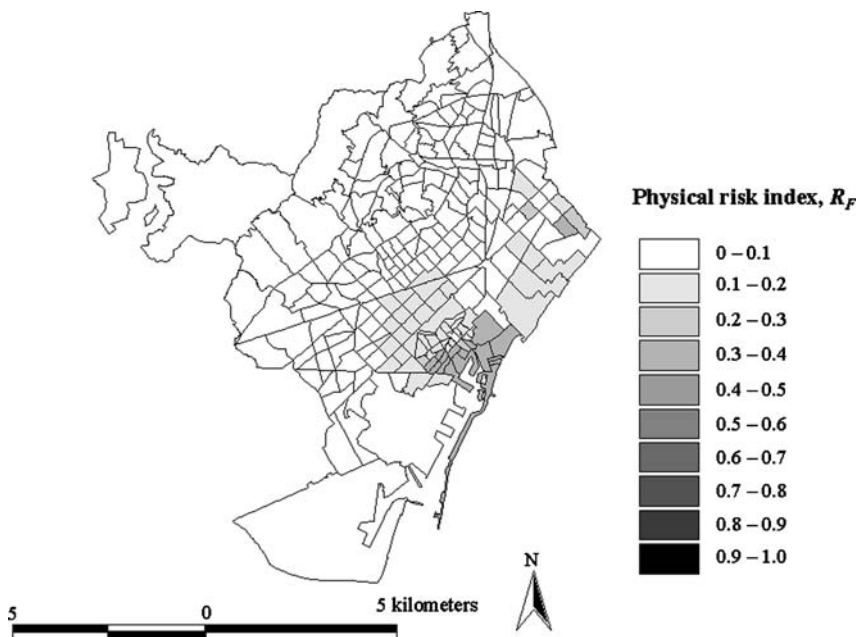 Physical risk index, R_F
0 – 0.1
0.1 – 0.2
0.2 – 0.3
0.3 – 0.4
0.4 – 0.5
0.5 – 0.6
0.6 – 0.7
0.7 – 0.8
0.8 – 0.9
0.9 – 1.0
N
5 0 5 kilometers